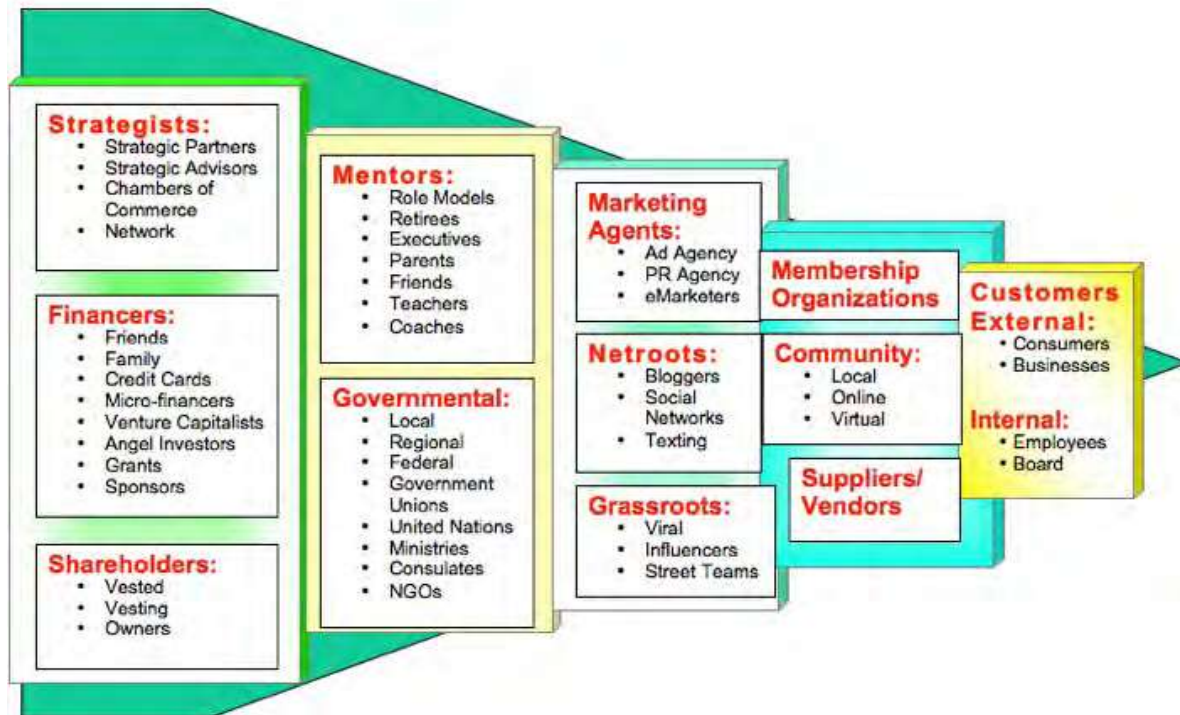 Strategists:
▪ Strategic Partners
▪ Strategic Advisors
▪ Chambers of
Commerce
▪ Network
Financers:
▪ Friends
▪ Family
▪ Credit Cards
▪ Micro-financers
▪ Venture Capitalists
▪ Angel Investors
▪ Grants
▪ Sponsors
Shareholders:
▪ Vested
▪ Vesting
▪ Owners
Mentors:
▪ Role Models
▪ Retirees
▪ Executives
▪ Parents
▪ Friends
▪ Teachers
▪ Coaches
Governmental:
▪ Local
▪ Regional
▪ Federal
▪ Government
Unions
▪ United Nations
▪ Ministries
▪ Consulates
▪ NGOs
Marketing
Agents:
▪ Ad Agency
▪ PR Agency
▪ eMarketers
Netroots:
▪ Bloggers
▪ Social
Networks
▪ Texting
Grassroots:
▪ Viral
▪ Influencers
▪ Street Teams
Membership
Organizations
Community:
▪ Local
▪ Online
▪ Virtual
Suppliers/
Vendors
Customers
External:
▪ Consumers
▪ Businesses
Internal:
▪ Employees
▪ Board